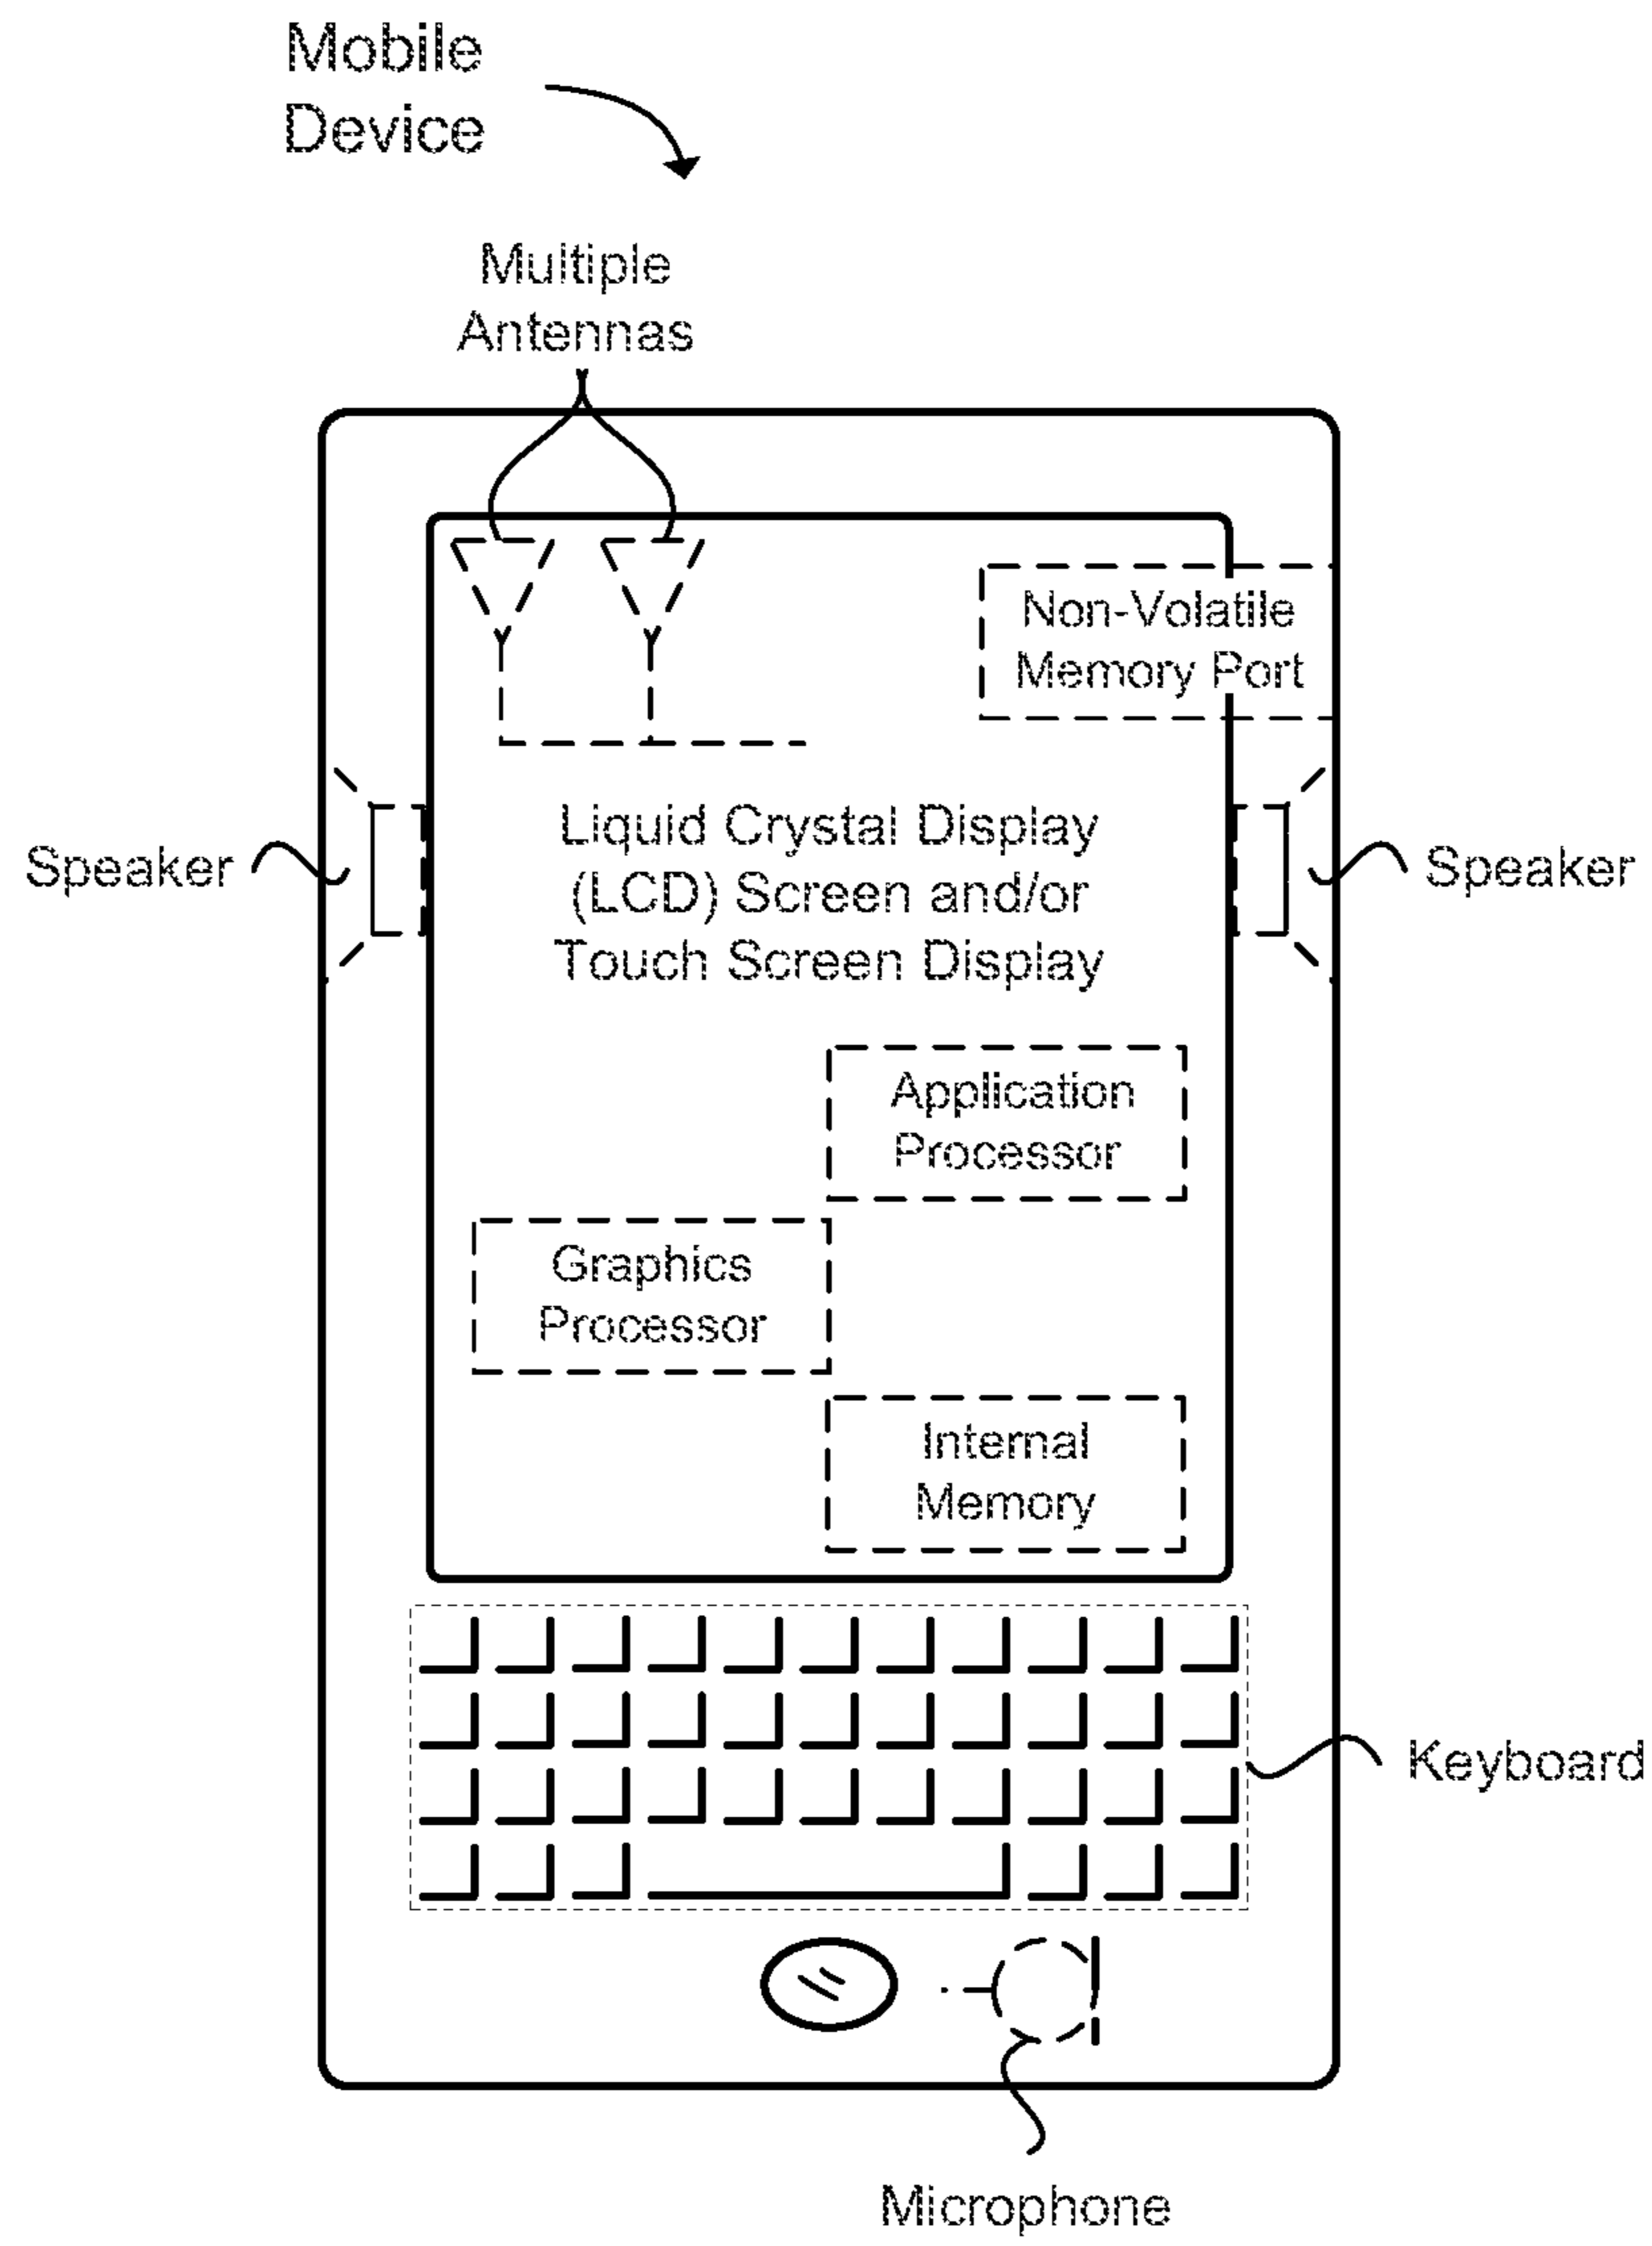 Mobile
Device
Multiple
Antennas
Non-Volatile
Memory Port
Liquid Crystal Display
(LCD) Screen and/or
Touch Screen Display
Speaker
Speaker
Application
Processor
Graphics
Processor
Internal
Memory
Keyboard
Microphone